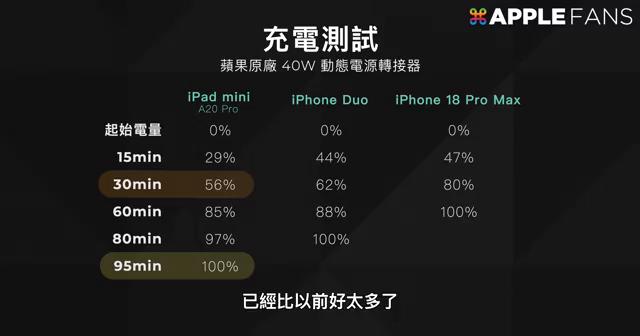 APPLEFANS
充電測試
蘋果原廠 40W 動態電源轉接器
iPad mini iPhone Duo iPhone 18 Pro Max
A20 Pro
起始電量 0% 0% 0%
15min 29% 44% 47%
30min 56% 62% 80%
60min 85% 88% 100%
80min 97% 100%
95min 100%
已經比以前好太多了